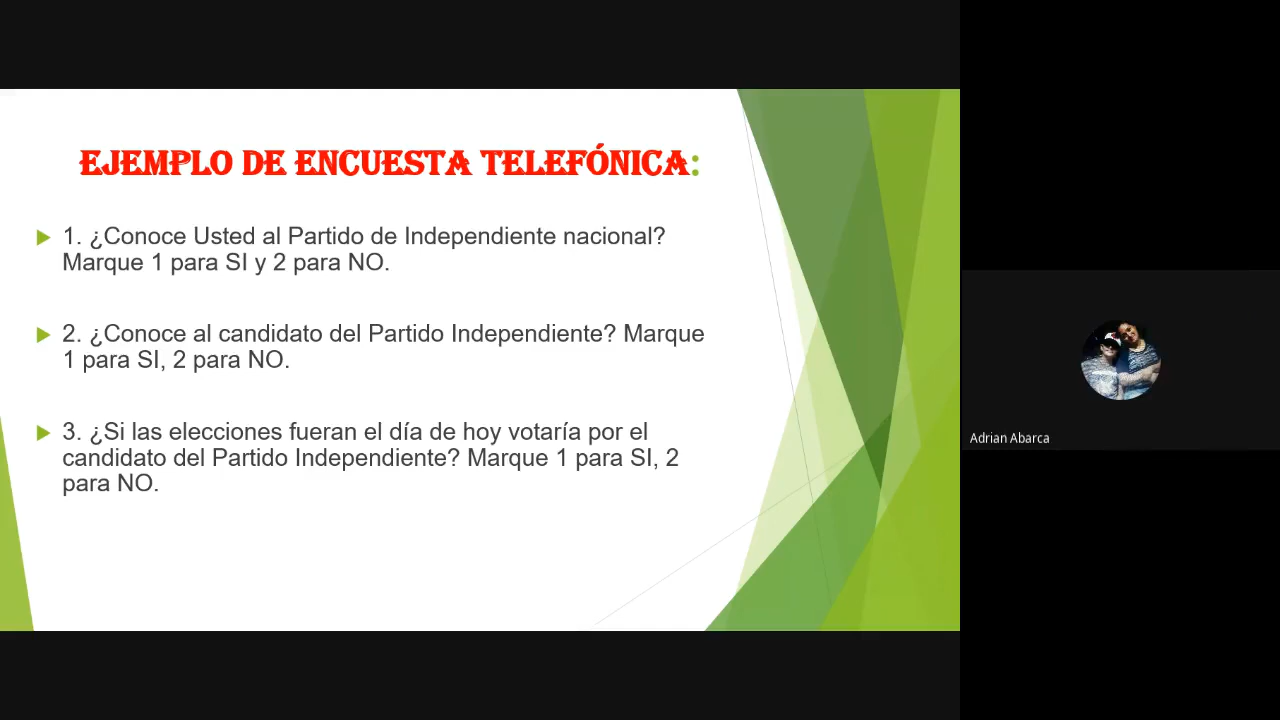 EJEMPLO DE ENCUESTA TELEFÓNICA:
1. ¿Conoce Usted al Partido de Independiente nacional?
Marque 1 para SI y 2 para NO.
2. ¿Conoce al candidato del Partido Independiente? Marque
1 para SI, 2 para NO.
3. ¿Si las elecciones fueran el día de hoy votaría por el
candidato del Partido Independiente? Marque 1 para SI, 2
para NO.
Adrian Abarca